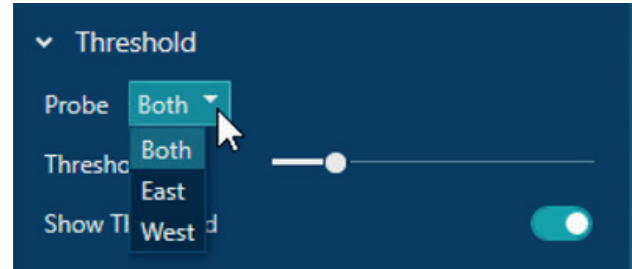 Threshold
Probe Both
Both
Thresho
East
Show Th d
West